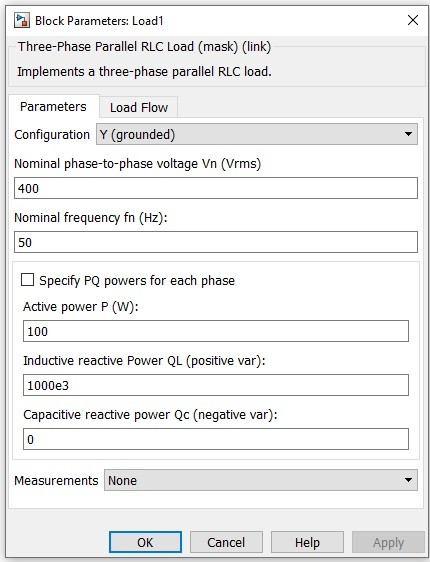 Block Parameters: Load1
Three-Phase Parallel RLC Load (mask) (link)
Implements a three-phase parallel RLC load.
Parameters Load Flow
Configuration Y (grounded)
Nominal phase-to-phase voltage Vn (Vrms)
400
Nominal frequency fn (Hz):
50
Specify PQ powers for each phase
Active power P (W):
100
Inductive reactive Power QL (positive var):
1000e3
Capacitive reactive power Qc (negative var):
0
Measurements None
OK Cancel Help Apply